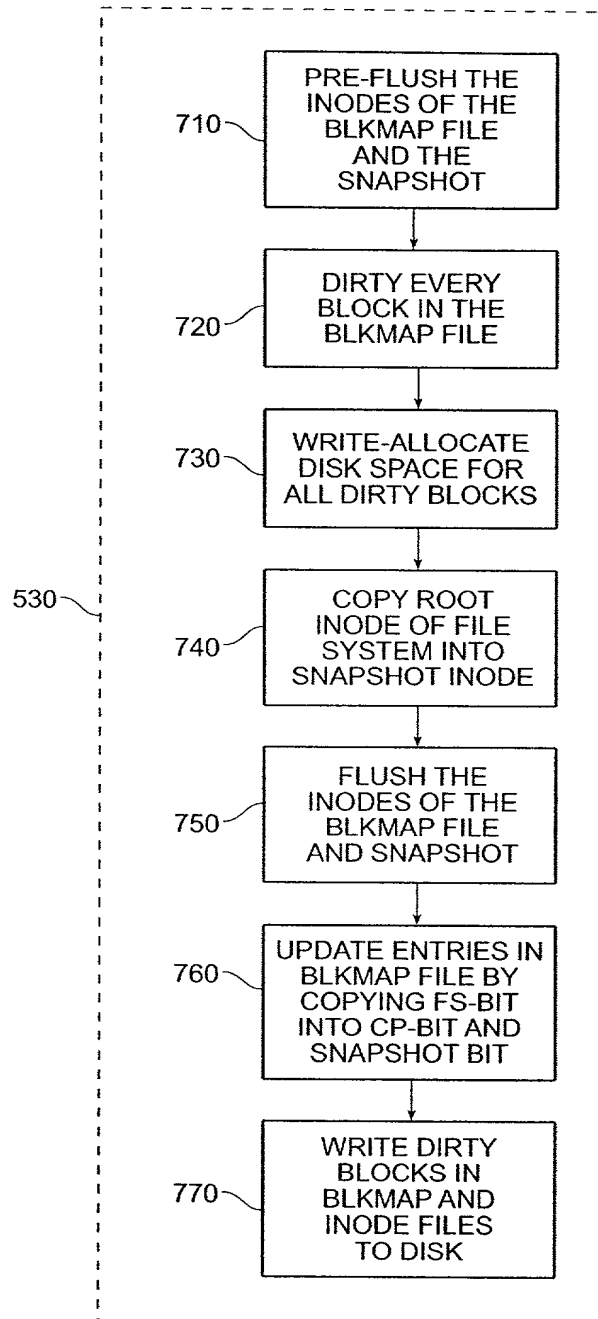 710
PRE-FLUSH THE
INODES OF THE
BLKMAP FILE
AND THE
SNAPSHOT
720
DIRTY EVERY
BLOCK IN THE
BLKMAP FILE
730
WRITE-ALLOCATE
DISK SPACE FOR
ALL DIRTY BLOCKS
530
740
COPY ROOT
INODE OF FILE
SYSTEM INTO
SNAPSHOT INODE
750
FLUSH THE
INODES OF THE
BLKMAP FILE
AND SNAPSHOT
760
UPDATE ENTRIES IN
BLKMAP FILE BY
COPYING FS-BIT
INTO CP-BIT AND
SNAPSHOT BIT
770
WRITE DIRTY
BLOCKS IN
BLKMAP AND
INODE FILES
TO DISK